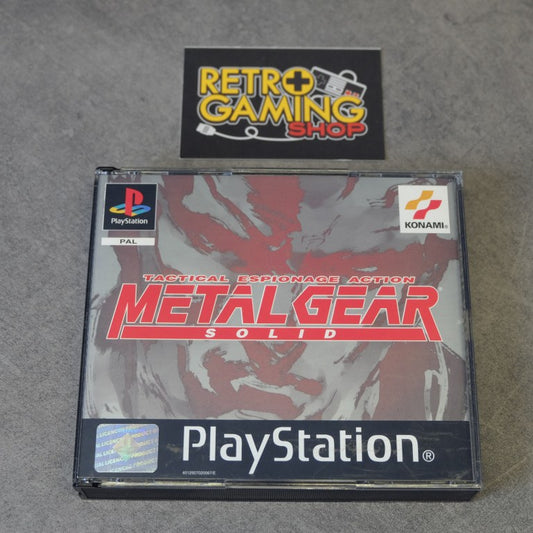 RETRO
GAMING
SHOP
PlayStation
PAL
KONAMI®
TACTICAL ESPIONAGE ACTION
METAL GEAR
SOLID
PlayStation®